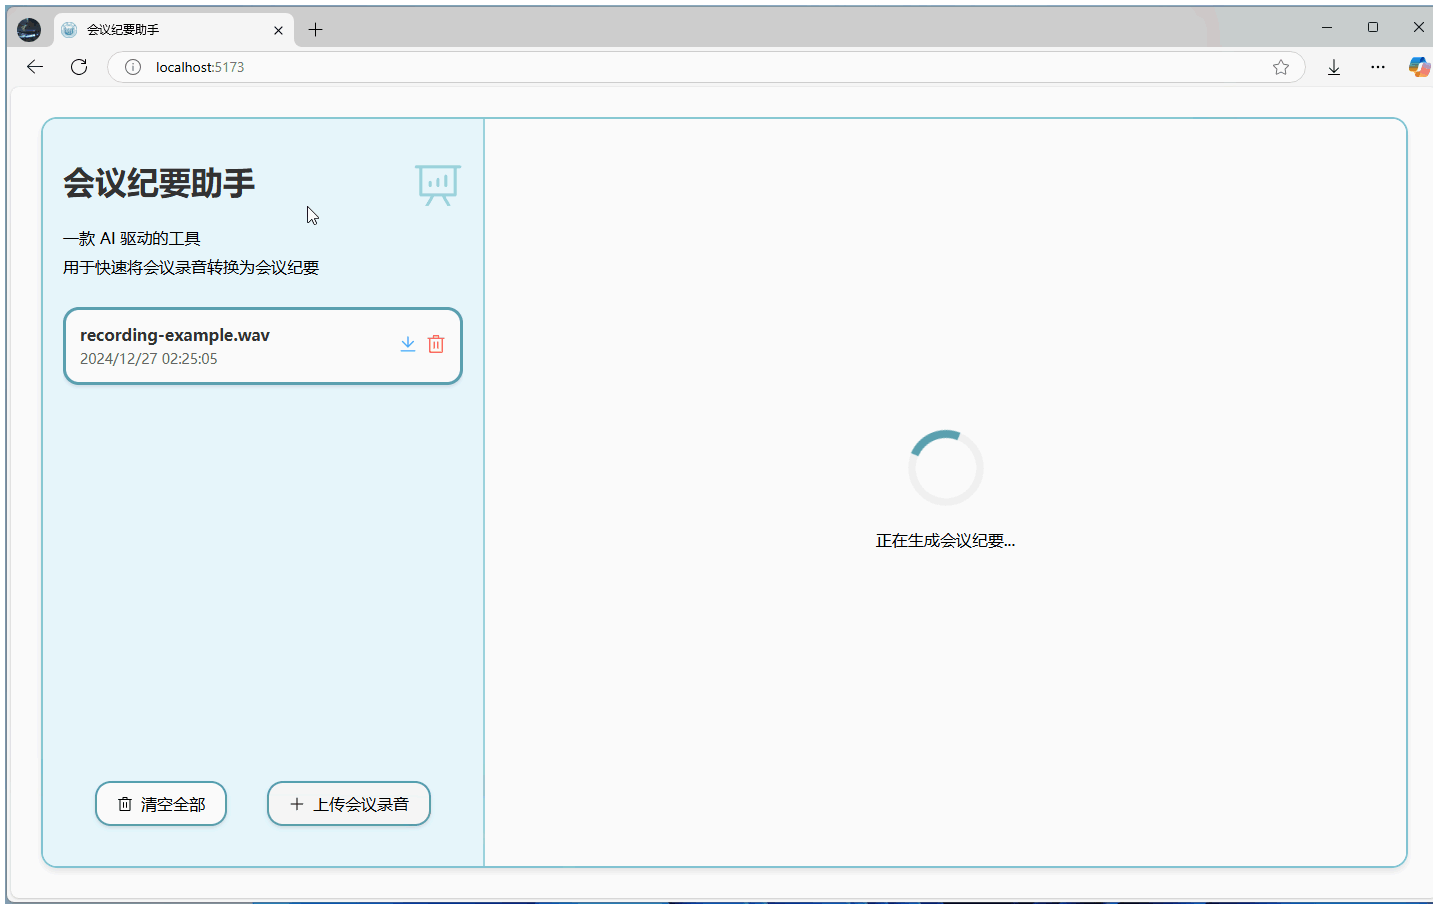 会议纪要助手
localhost:5173
会议纪要助手
一款 AI 驱动的工具
用于快速将会议录音转换为会议纪要
recording-example.wav
2024/12/27 02:25:05
正在生成会议纪要...
清空全部
上传会议录音